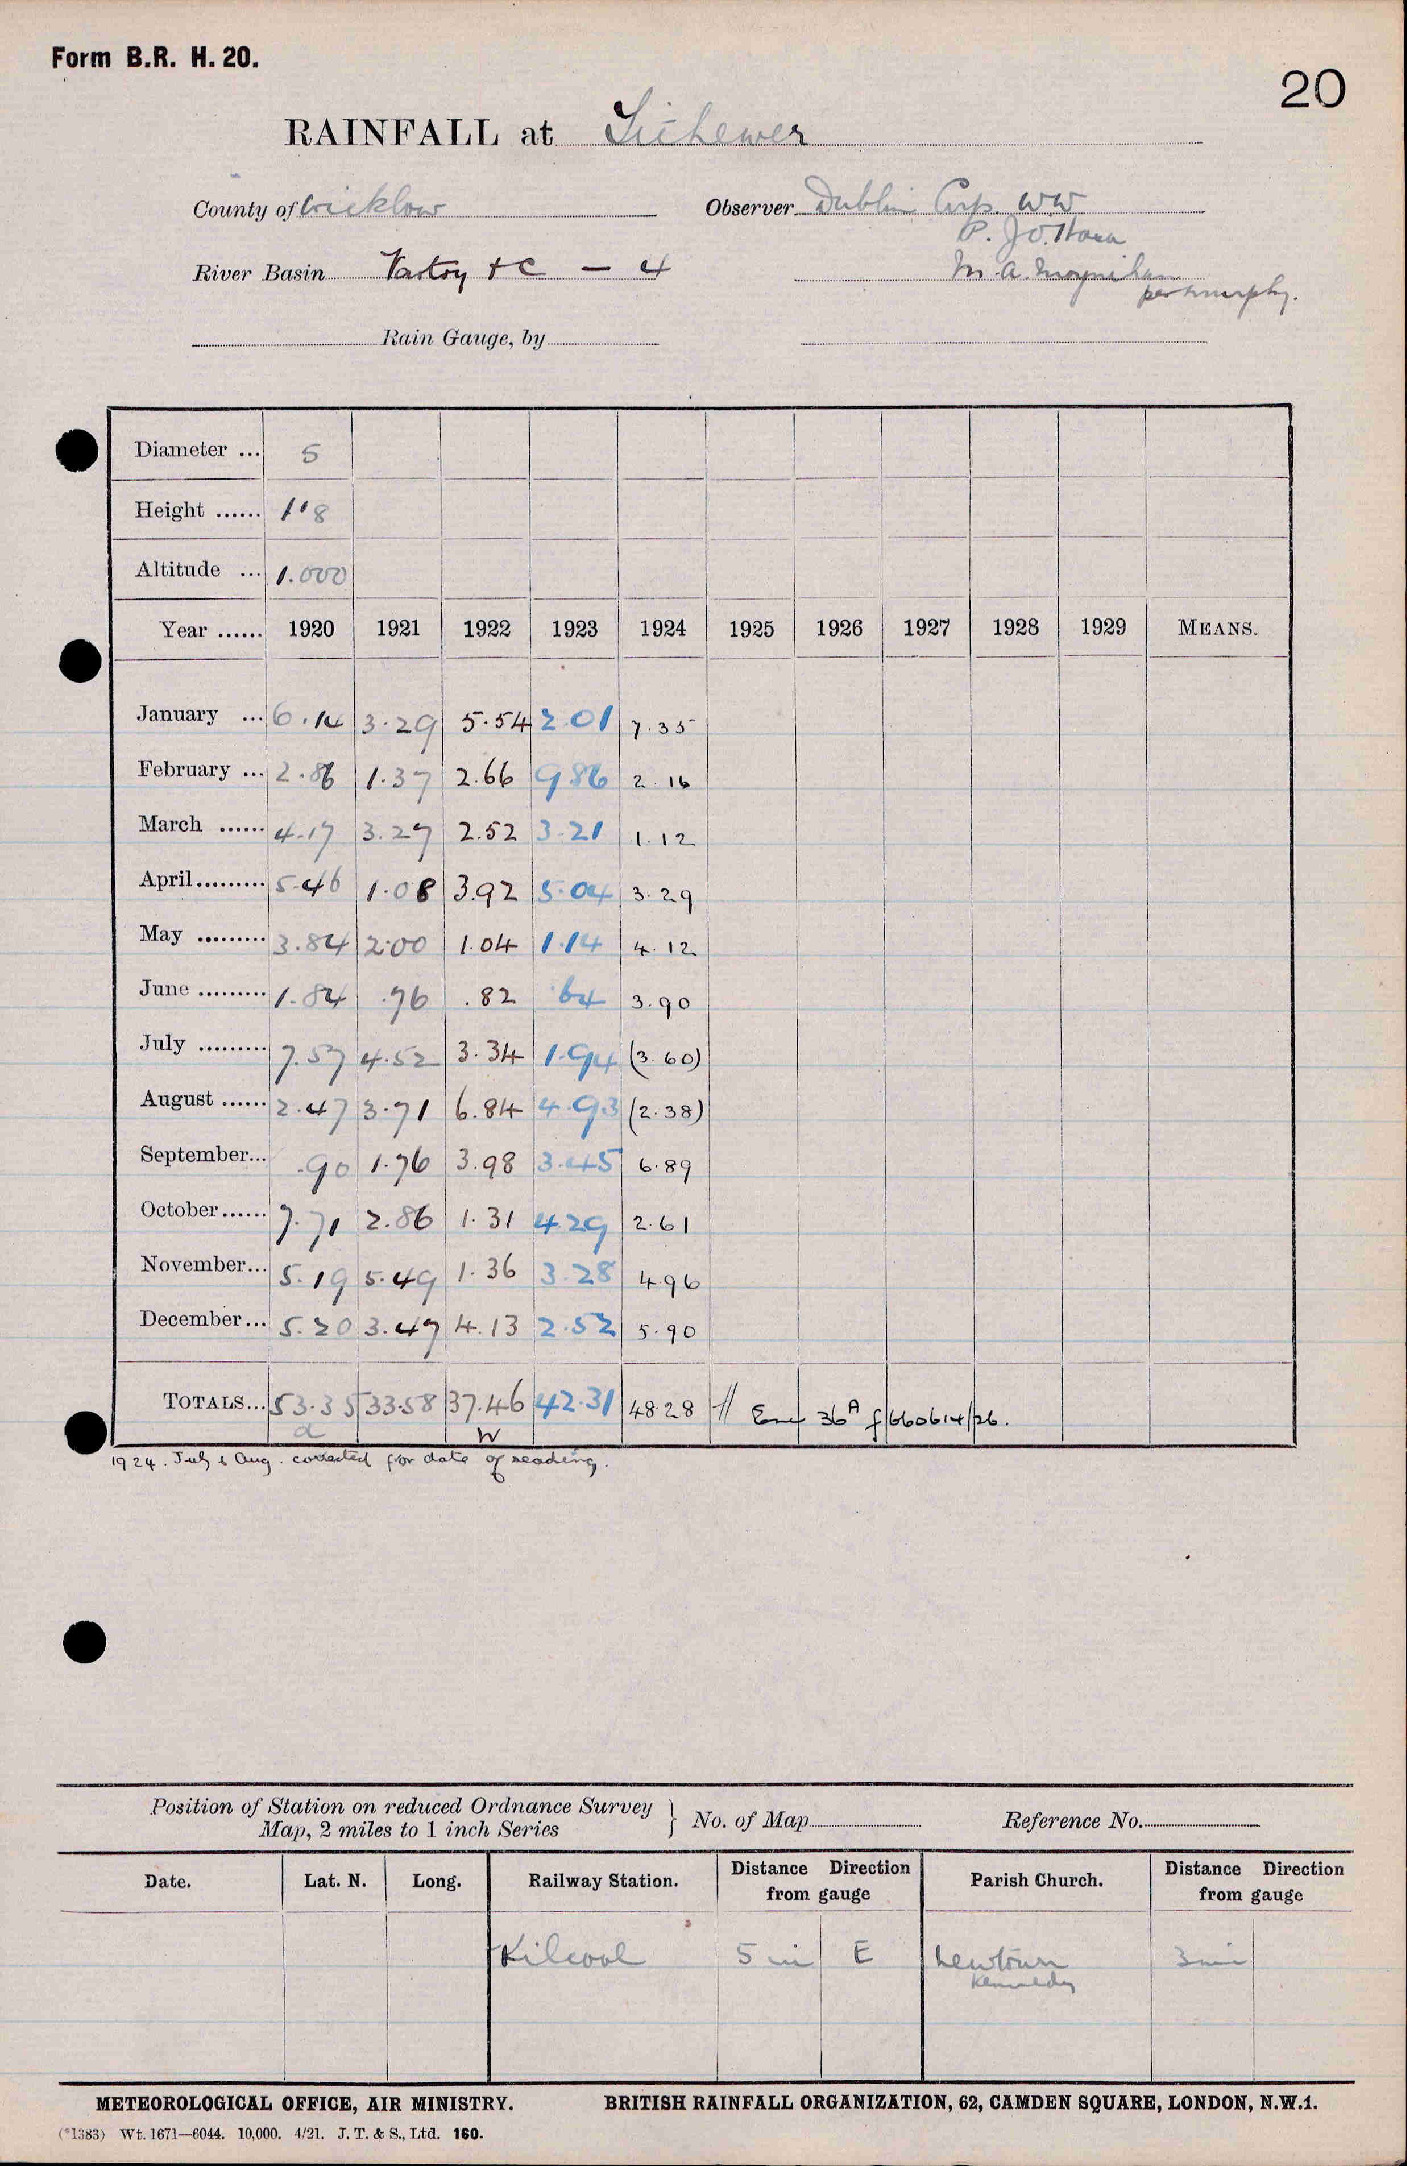 Form B.R. H. 20.
20
RAINFALL at
County of Wicklow Observer Dublin Corp. WW
P. J O'Hara
River Basin Vartry + C — 4 M. A. Moynihan
per Murphy.
Rain Gauge, by
Diameter ... 5
Height ...... 1'8
Altitude ... 1.000
Year ...... 1920 1921 1922 1923 1924 1925 1926 1927 1928 1929 MEANS.
January ... 6.14 3.29 5.54 2.01 7.35
February ... 2.86 1.37 2.66 9 86 2.16
March ...... 4.17 3.27 2.52 3.21 1.12
April......... 5.46 1.08 3.92 5.04 3.29
May ......... 3.84 2.00 1.04 1.14 4.12
June ......... 1.84 .76 .82 .64 3.90
July ......... 7.57 4.52 3.34 1.94 (3.60)
August ...... 2.47 3.71 6.84 4.93 (2.38)
September... .90 1.76 3.98 3.45 6.89
October...... 7.71 2.86 1.31 4.29 2.61
November... 5.19 5.49 1.36 3.28 4.96
December... 5.20 3.47 4.13 2.52 5.90
TOTALS... 53.35 33.58 37.46 42.31 48.28 // 36A f 660614/26.
a W
1924. July & Aug. corrected for date of reading.
Position of Station on reduced Ordnance Survey
Map, 2 miles to 1 inch Series } No. of Map Reference No.
Date. Lat. N. Long. Railway Station. Distance Direction from gauge Parish Church. Distance Direction from gauge
Kilcool 5 mi E Newtown 3 mi
Kennedy
METEOROLOGICAL OFFICE, AIR MINISTRY. BRITISH RAINFALL ORGANIZATION, 62, CAMDEN SQUARE, LONDON, N.W.1.
(*1383) Wt. 1671—6044. 10,000. 4/21. J. T. & S., Ltd. 160.